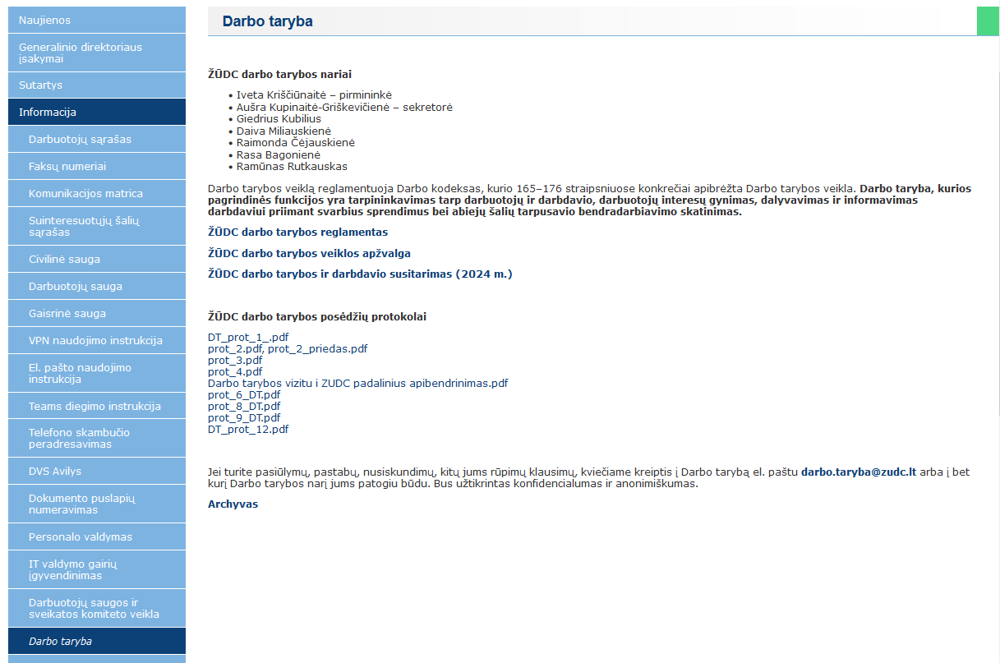 Naujienos
Generalinio direktoriaus
įsakymai
Sutartys
Informacija
Darbuotojų sąrašas
Faksų numeriai
Komunikacijos matrica
Suinteresuotųjų šalių
sąrašas
Civilinė sauga
Darbuotojų sauga
Gaisrinė sauga
VPN naudojimo instrukcija
El. pašto naudojimo
instrukcija
Teams diegimo instrukcija
Telefono skambučio
peradresavimas
DVS Avilys
Dokumento puslapių
numeravimas
Personalo valdymas
IT valdymo gairių
įgyvendinimas
Darbuotojų saugos ir
sveikatos komiteto veikla
Darbo taryba
Darbo taryba
ŽŪDC darbo tarybos nariai
• Iveta Kriščiūnaitė – pirmininkė
• Aušra Kupinaitė-Griškevičienė – sekretorė
• Giedrius Kubilius
• Daiva Miliauskienė
• Raimonda Čėjauskienė
• Rasa Bagonienė
• Ramūnas Rutkauskas
Darbo tarybos veiklą reglamentuoja Darbo kodeksas, kurio 165–176 straipsniuose konkrečiai apibrėžta Darbo tarybos veikla. Darbo taryba, kurios
pagrindinės funkcijos yra tarpininkavimas tarp darbuotojų ir darbdavio, darbuotojų interesų gynimas, dalyvavimas ir informavimas
darbdaviui priimant svarbius sprendimus bei abiejų šalių tarpusavio bendradarbiavimo skatinimas.
ŽŪDC darbo tarybos reglamentas
ŽŪDC darbo tarybos veiklos apžvalga
ŽŪDC darbo tarybos ir darbdavio susitarimas (2024 m.)
ŽŪDC darbo tarybos posėdžių protokolai
DT_prot_1_.pdf
prot_2.pdf, prot_2_priedas.pdf
prot_3.pdf
prot_4.pdf
Darbo tarybos vizitu i ZUDC padalinius apibendrinimas.pdf
prot_6_DT.pdf
prot_8_DT.pdf
prot_9_DT.pdf
DT_prot_12.pdf
Jei turite pasiūlymų, pastabų, nusiskundimų, kitų jums rūpimų klausimų, kviečiame kreiptis į Darbo tarybą el. paštu darbo.taryba@zudc.lt arba į bet
kurį Darbo tarybos narį jums patogiu būdu. Bus užtikrintas konfidencialumas ir anonimiškumas.
Archyvas